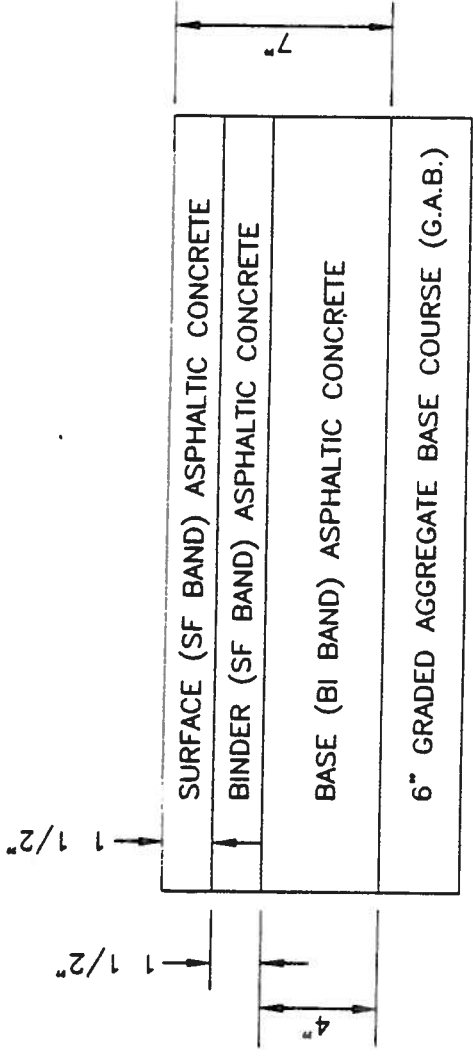 7"
SURFACE (SF BAND) ASPHALTIC CONCRETE
1 1/2"
BINDER (SF BAND) ASPHALTIC CONCRETE
1 1/2"
BASE (BI BAND) ASPHALTIC CONCRETE
4"
6" GRADED AGGREGATE BASE COURSE (G.A.B.)